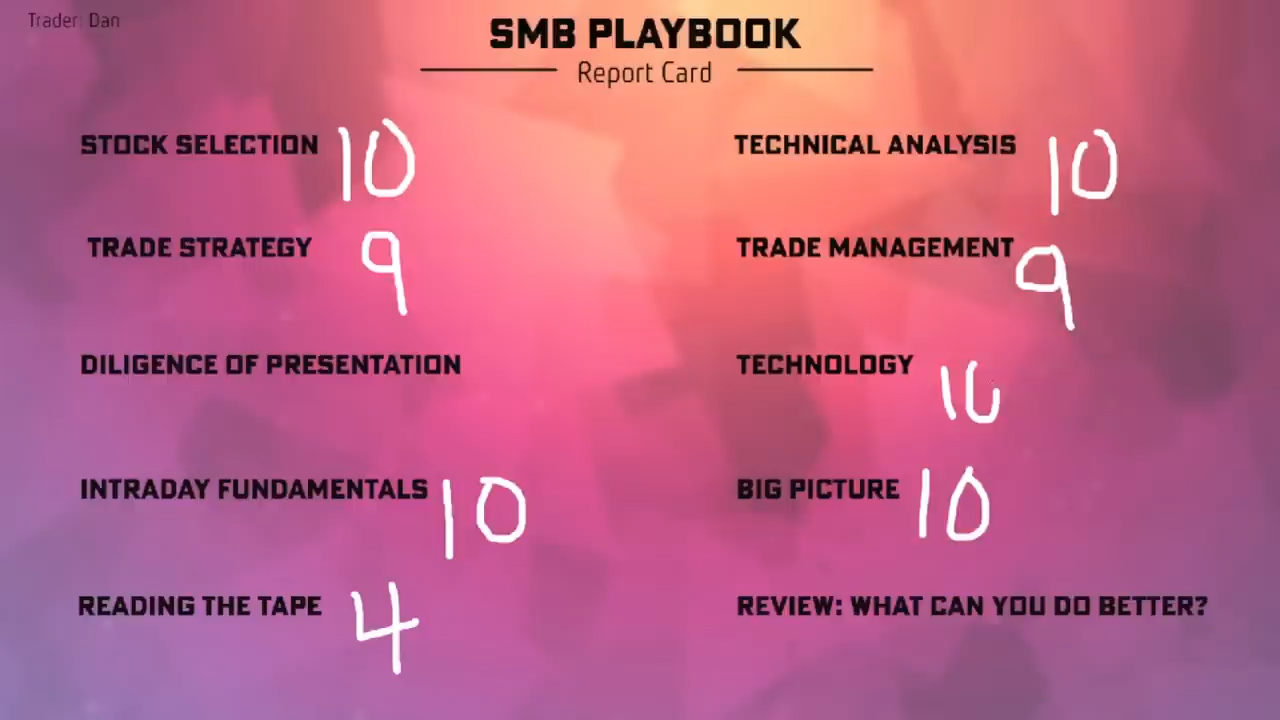 Trader: Dan
SMB PLAYBOOK
Report Card
STOCK SELECTION 10
TECHNICAL ANALYSIS 10
TRADE STRATEGY 9
TRADE MANAGEMENT 9
DILIGENCE OF PRESENTATION
TECHNOLOGY 10
INTRADAY FUNDAMENTALS 10
BIG PICTURE 10
READING THE TAPE 4
REVIEW: WHAT CAN YOU DO BETTER?